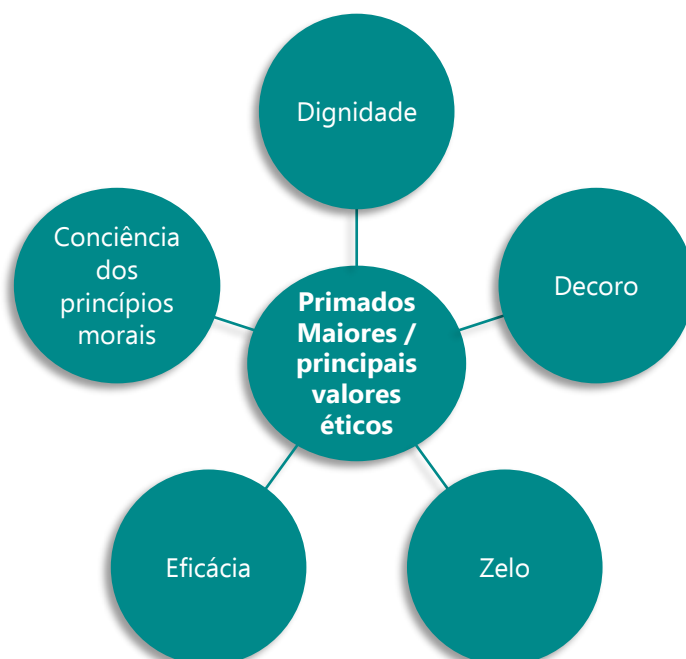 Dignidade
Conciência
dos
princípios
morais
Decoro
Primados
Maiores /
principais
valores
éticos
Eficácia
Zelo